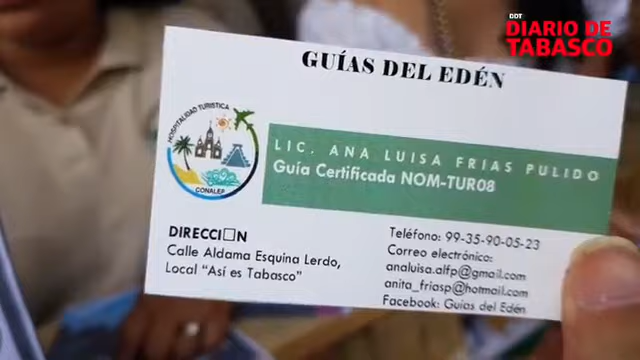 DDT
DIARIO DE
TABASCO
GUÍAS DEL EDÉN
HOSPITALIDAD TURISTICA
CONALEP
LIC. ANA LUISA FRIAS PULIDO
Guía Certificada NOM-TUR08
DIRECCI□N
Calle Aldama Esquina Lerdo,
Local "Así es Tabasco"
Teléfono: 99-35-90-05-23
Correo electrónico:
analuisa.alfp@gmail.com
anita_friasp@hotmail.com
Facebook: Guías del Edén